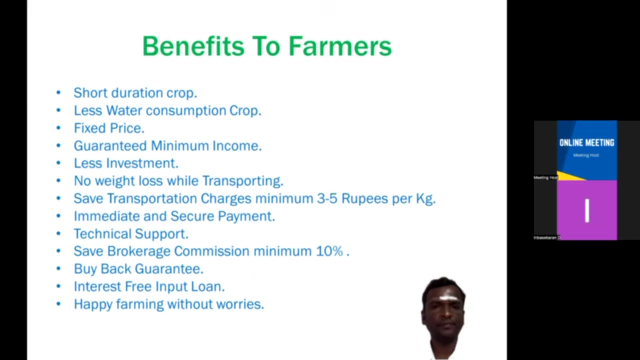 Benefits To Farmers
• Short duration crop.
• Less Water consumption Crop.
• Fixed Price.
• Guaranteed Minimum Income.
• Less Investment.
• No weight loss while Transporting.
• Save Transportation Charges minimum 3-5 Rupees per Kg.
• Immediate and Secure Payment.
• Technical Support.
• Save Brokerage Commission minimum 10% .
• Buy Back Guarantee.
• Interest Free Input Loan.
• Happy farming without worries.
ONLINE MEETING
Meeting Host
Meeting Host
I